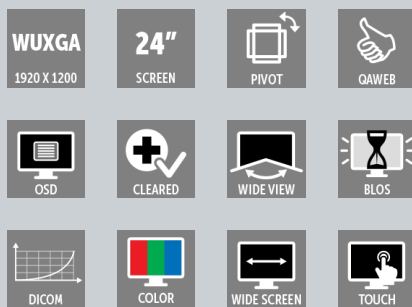 WUXGA
1920 X 1200
24"
SCREEN
PIVOT
QAWEB
OSD
CLEARED
WIDE VIEW
BLOS
DICOM
COLOR
WIDE SCREEN
TOUCH